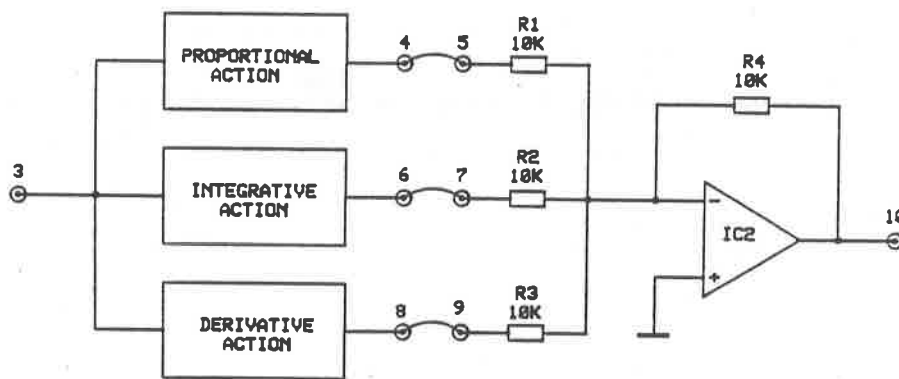 PROPORTIONAL
ACTION
4
5
R1
10K
R4
10K
3
INTEGRATIVE
ACTION
6
7
R2
10K
IC2
-
+
10
DERIVATIVE
ACTION
8
9
R3
10K